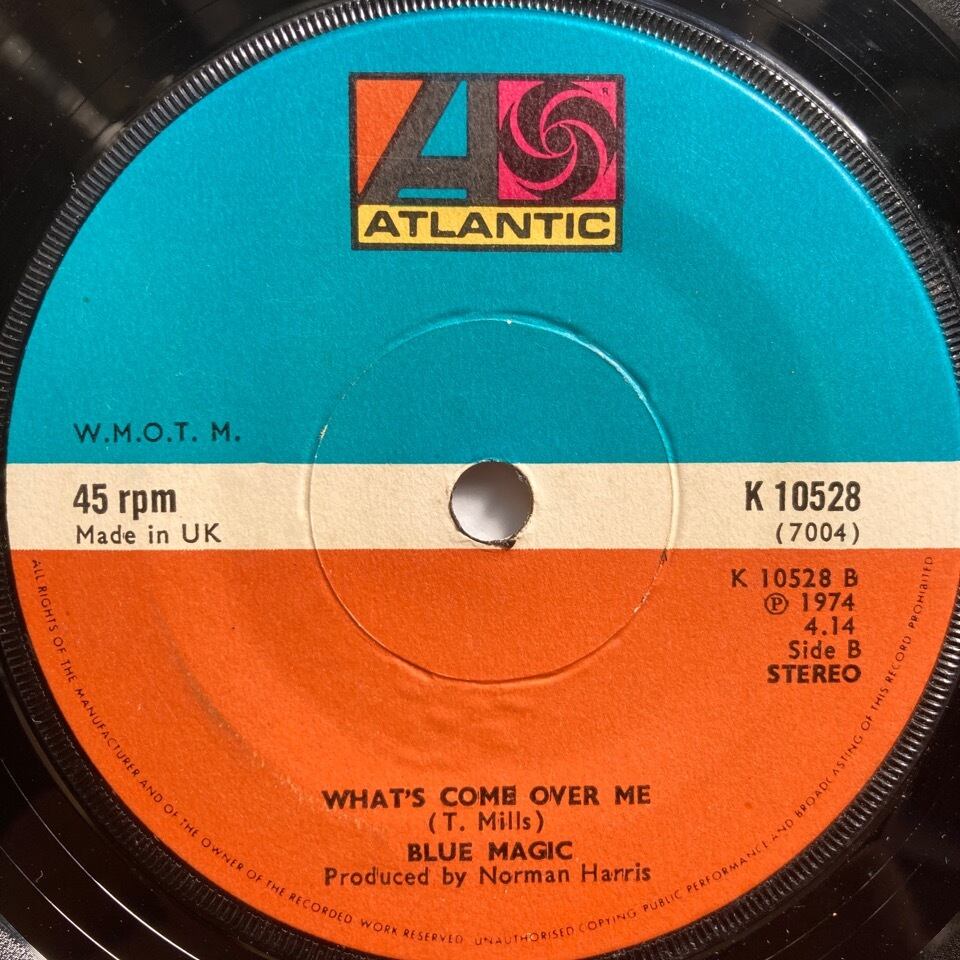 ATLANTIC
W.M.O.T. M.
45 rpm
Made in UK
K 10528
(7004)
K 10528 B
℗ 1974
4.14
Side B
STEREO
WHAT'S COME OVER ME
(T. Mills)
BLUE MAGIC
Produced by Norman Harris
ALL RIGHTS OF THE MANUFACTURER AND OF THE OWNER OF THE RECORDED WORK RESERVED UNAUTHORISED COPYING PUBLIC PERFORMANCE AND BROADCASTING OF THIS RECORD PROHIBITED